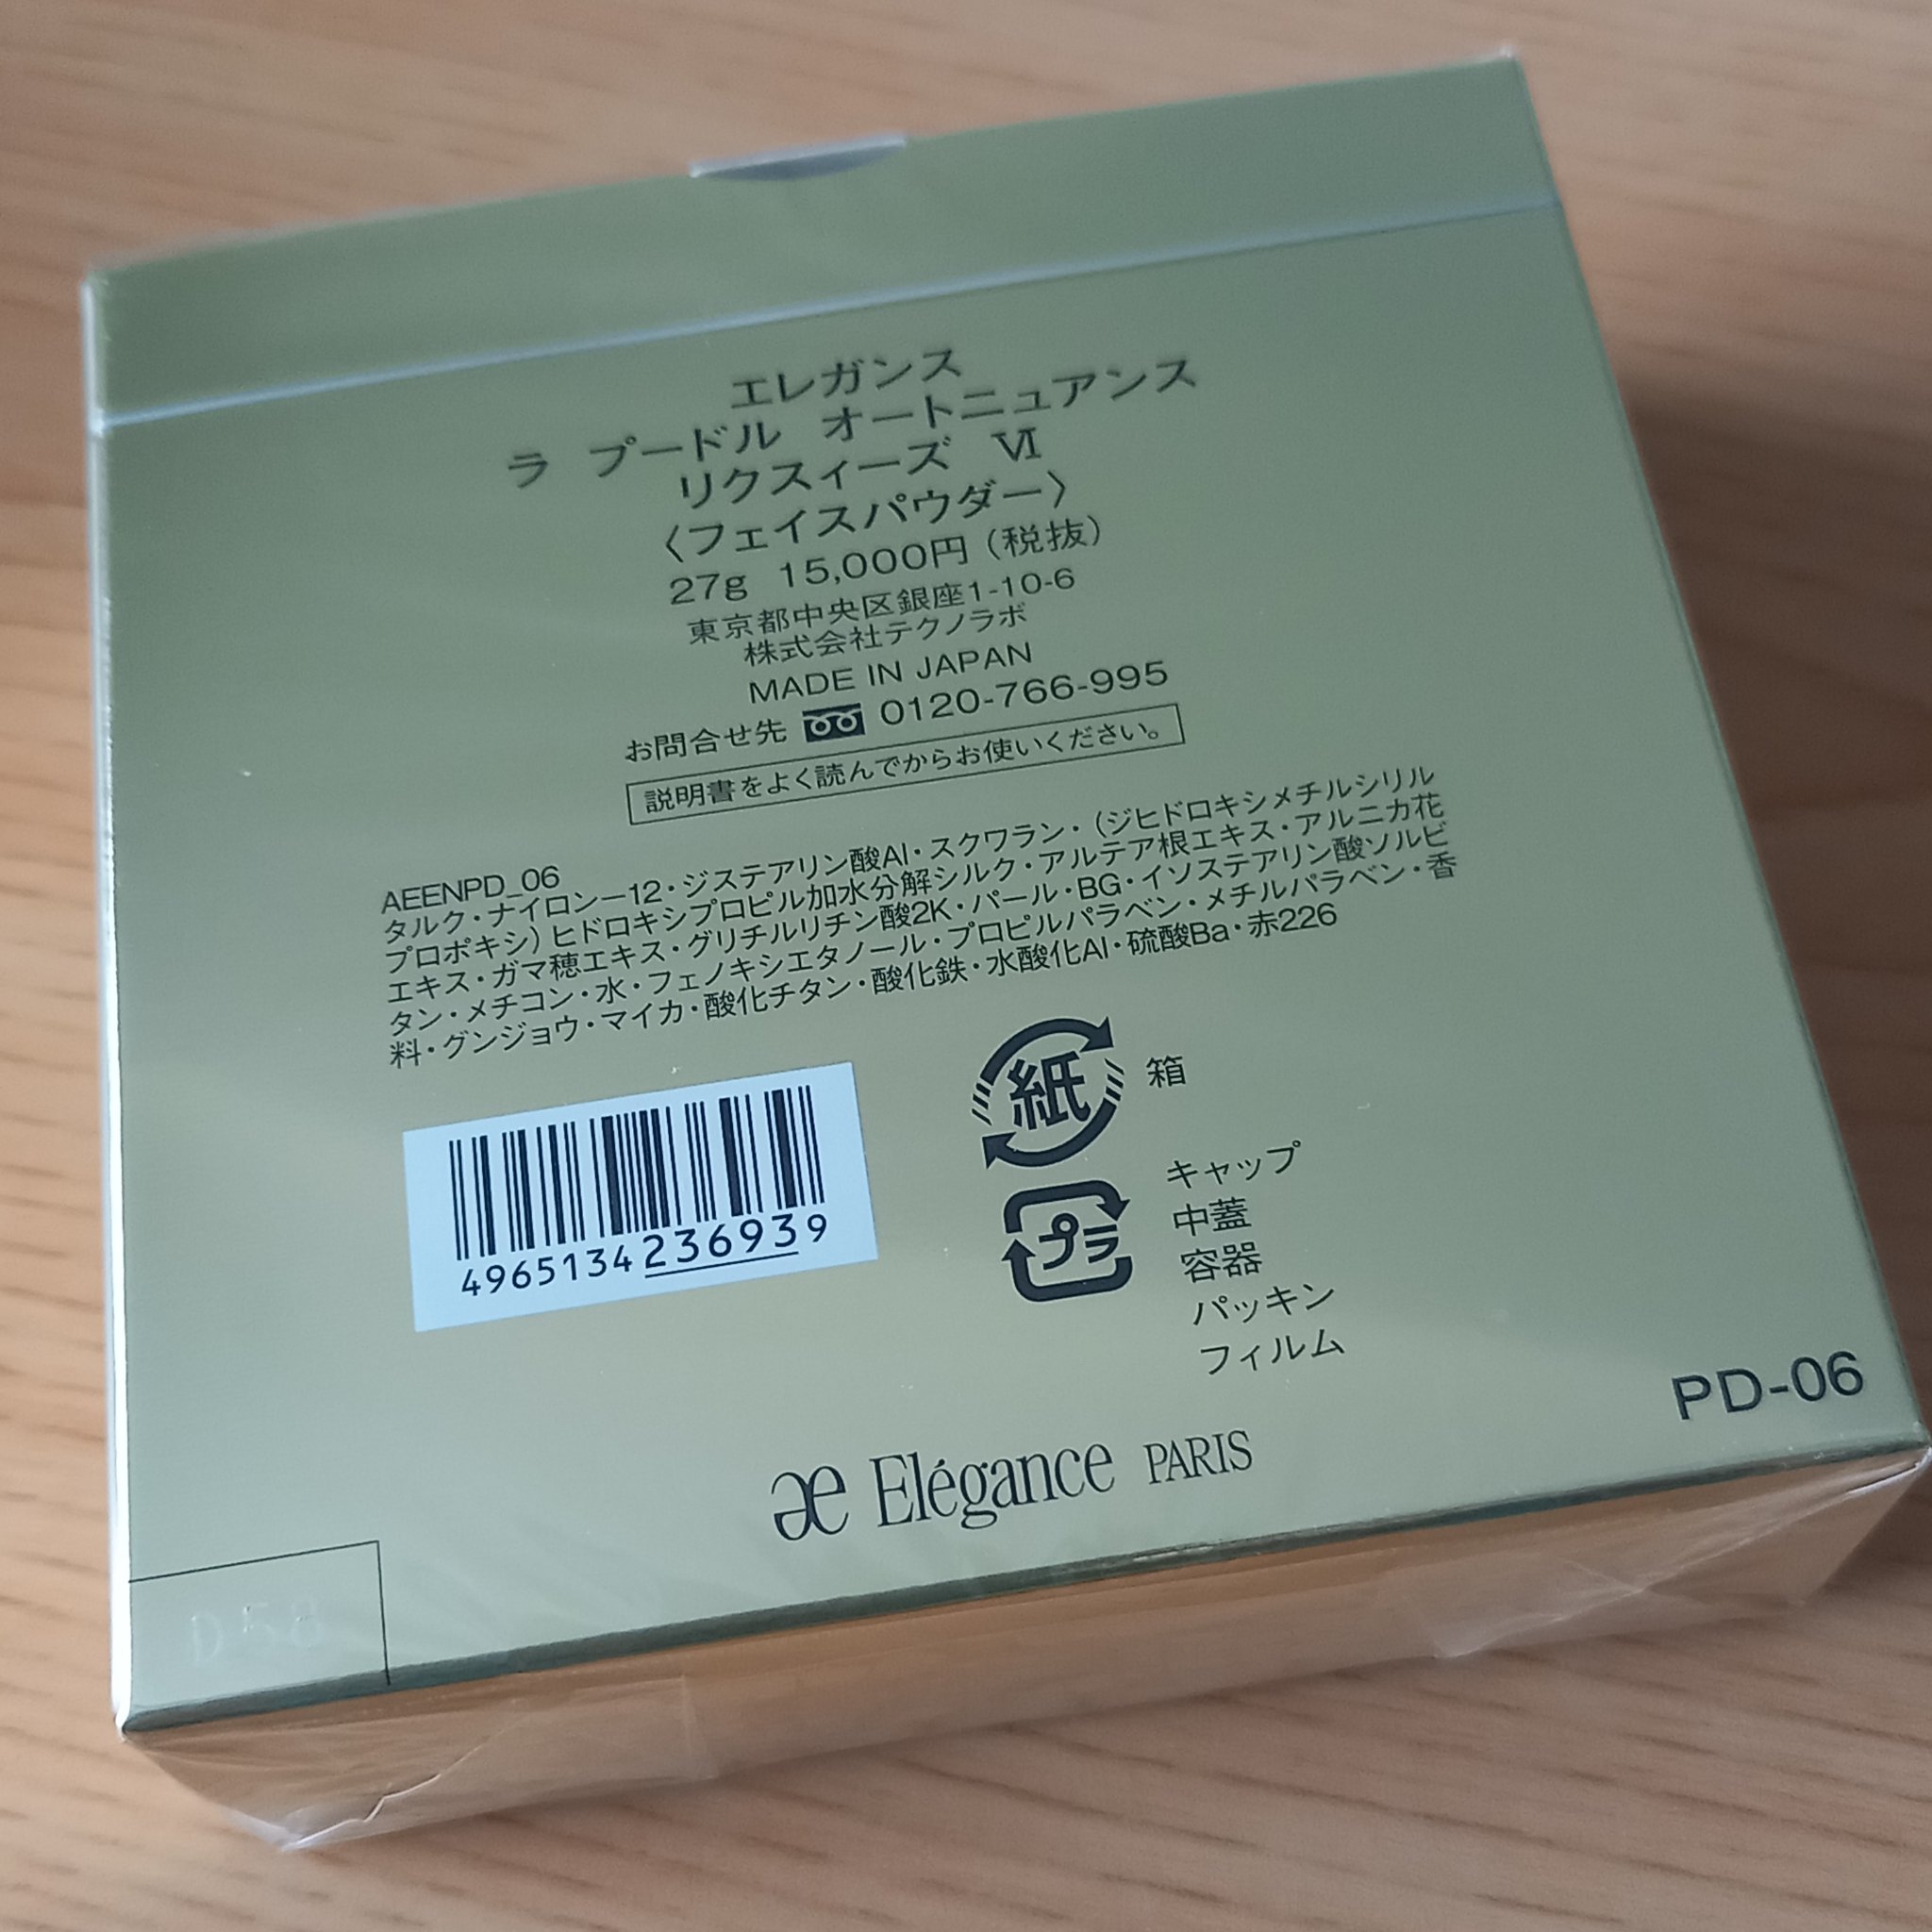 エレガンス
ラ プードル オートニュアンス
リクスィーズ Ⅵ
〈フェイスパウダー〉
27g 15,000円（税抜）
東京都中央区銀座1-10-6
株式会社テクノラボ
MADE IN JAPAN
お問合せ先 0120-766-995
説明書をよく読んでからお使いください。
AEENPD_06
タルク・ナイロン－12・ジステアリン酸Al・スクワラン・（ジヒドロキシメチルシリル
プロポキシ）ヒドロキシプロピル加水分解シルク・アルテア根エキス・アルニカ花
エキス・ガマ穂エキス・グリチルリチン酸2K・パール・BG・イソステアリン酸ソルビ
タン・メチコン・水・フェノキシエタノール・プロピルパラベン・メチルパラベン・香
料・グンジョウ・マイカ・酸化チタン・酸化鉄・水酸化Al・硫酸Ba・赤226
4965134236939
紙 箱
プラ
キャップ
中蓋
容器
パッキン
フィルム
PD-06
æ Elégance PARIS